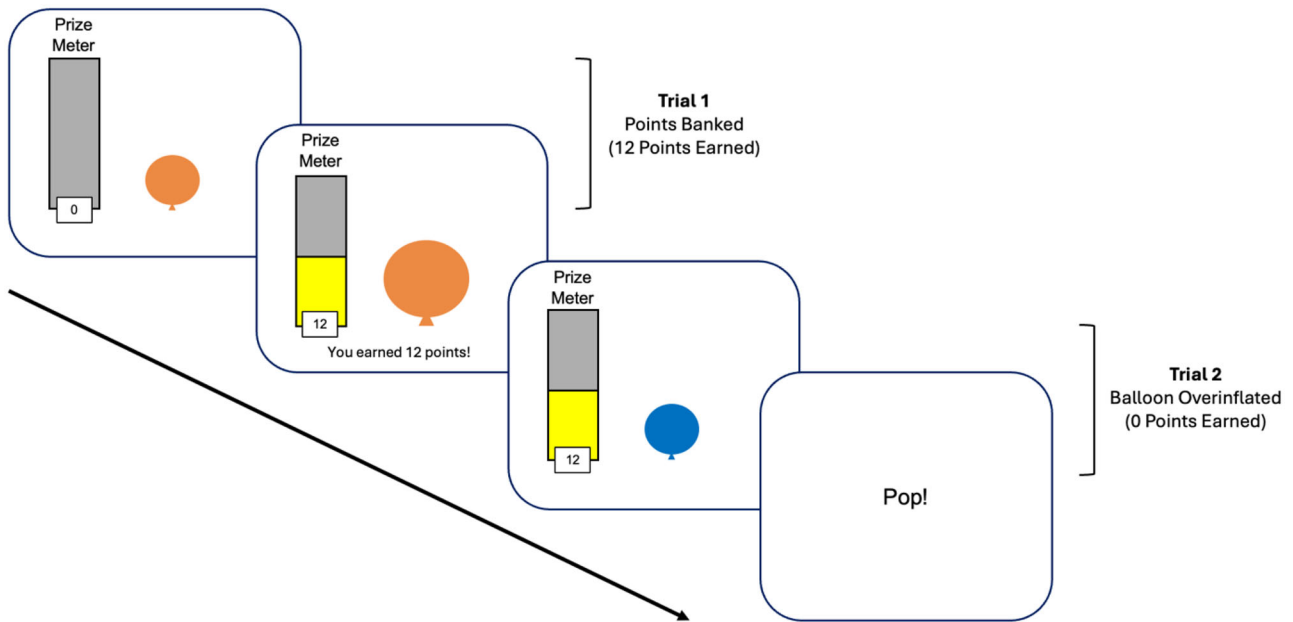 Prize
Meter
0
Trial 1
Points Banked
(12 Points Earned)
Prize
Meter
12
You earned 12 points!
Prize
Meter
12
Trial 2
Balloon Overinflated
(0 Points Earned)
Pop!